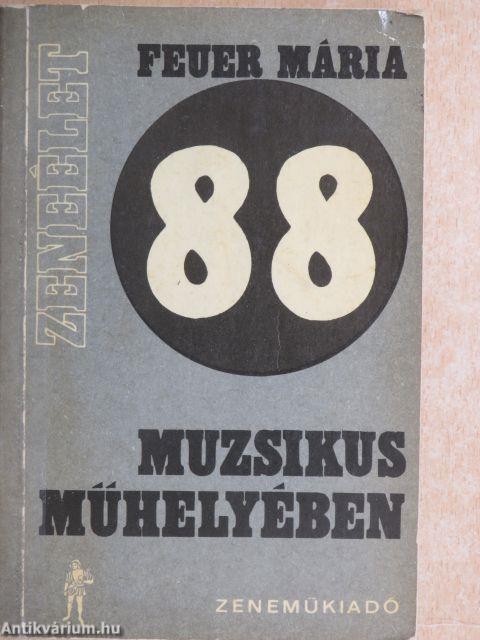 FEUER MÁRIA
ZENEÉLET
88
MUZSIKUS
MŰHELYÉBEN
ZENEMŰKIADÓ
Antikvárium.hu